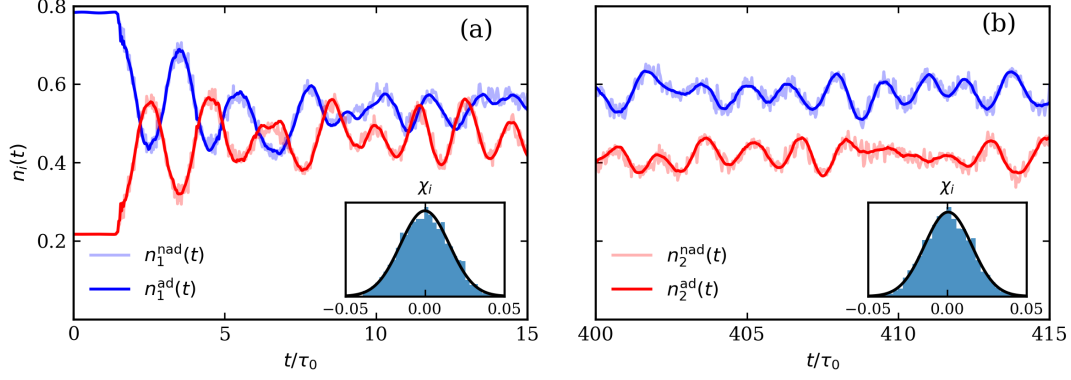 0.8
0.6
0.4
0.2
n_i(t)
(a)
χ_i
−0.05 0.00 0.05
n_1^nad(t)
n_1^ad(t)
0 5 10 15
t/τ_0
(b)
χ_i
−0.05 0.00 0.05
n_2^nad(t)
n_2^ad(t)
400 405 410 415
t/τ_0